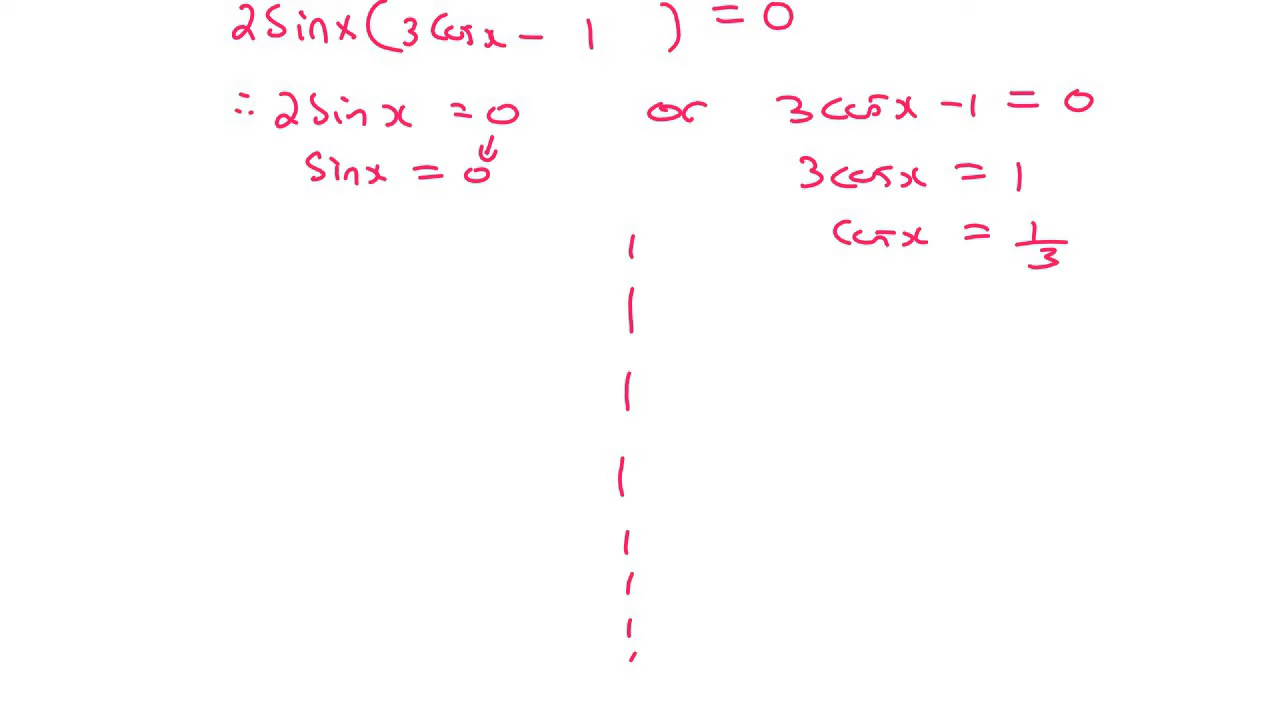 2Sinx(3Cosx - 1 ) = 0
∴ 2Sinx = 0 or 3cosx - 1 = 0
Sinx = 0 3cosx = 1
Cosx = 1/3